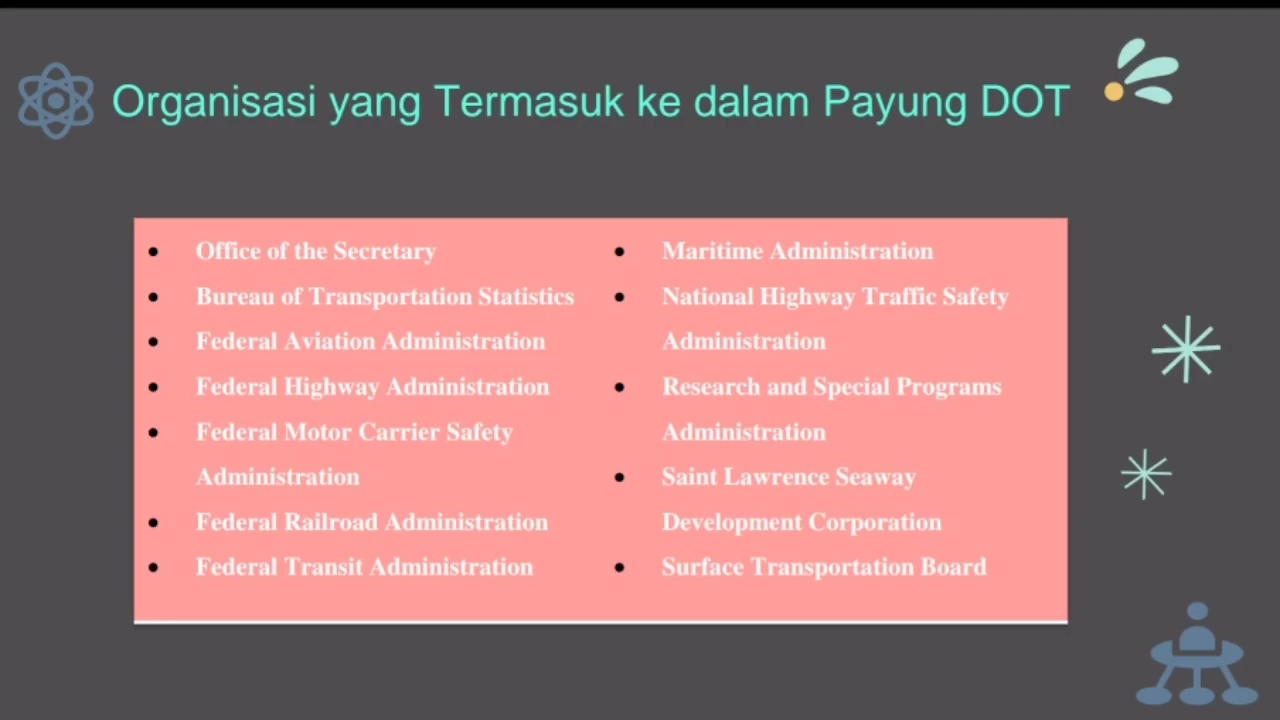 Organisasi yang Termasuk ke dalam Payung DOT
Office of the Secretary
Bureau of Transportation Statistics
Federal Aviation Administration
Federal Highway Administration
Federal Motor Carrier Safety
Administration
Federal Railroad Administration
Federal Transit Administration
Maritime Administration
National Highway Traffic Safety
Administration
Research and Special Programs
Administration
Saint Lawrence Seaway
Development Corporation
Surface Transportation Board